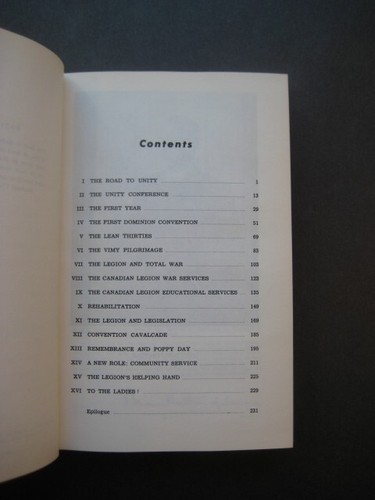 Contents
I THE ROAD TO UNITY 1
II THE UNITY CONFERENCE 13
III THE FIRST YEAR 29
IV THE FIRST DOMINION CONVENTION 51
V THE LEAN THIRTIES 69
VI THE VIMY PILGRIMAGE 83
VII THE LEGION AND TOTAL WAR 103
VIII THE CANADIAN LEGION WAR SERVICES 123
IX THE CANADIAN LEGION EDUCATIONAL SERVICES 135
X REHABILITATION 149
XI THE LEGION AND LEGISLATION 169
XII CONVENTION CAVALCADE 185
XIII REMEMBRANCE AND POPPY DAY 195
XIV A NEW ROLE: COMMUNITY SERVICE 211
XV THE LEGION'S HELPING HAND 225
XVI TO THE LADIES! 239
Epilogue 251